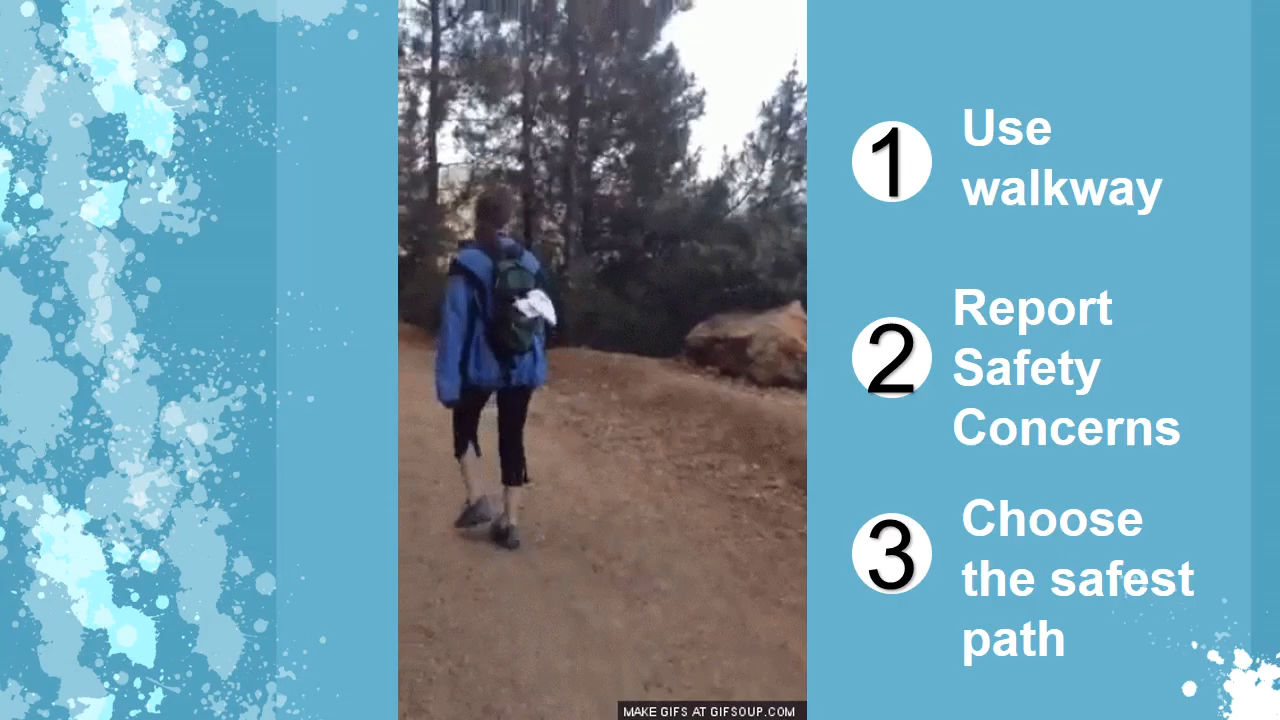 1
Use
walkway
2
Report
Safety
Concerns
3
Choose
the safest
path
MAKE GIFS AT GIFSOUP.COM